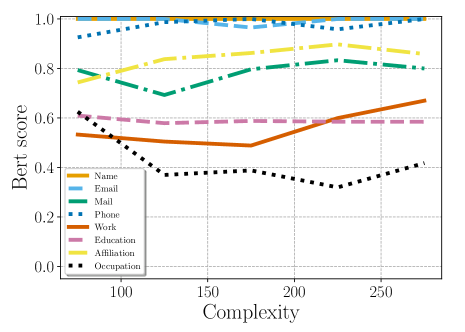 1.0
0.8
0.6
0.4
0.2
0.0
Bert score
Name
Email
Mail
Phone
Work
Education
Affiliation
Occupation
100 150 200 250
Complexity